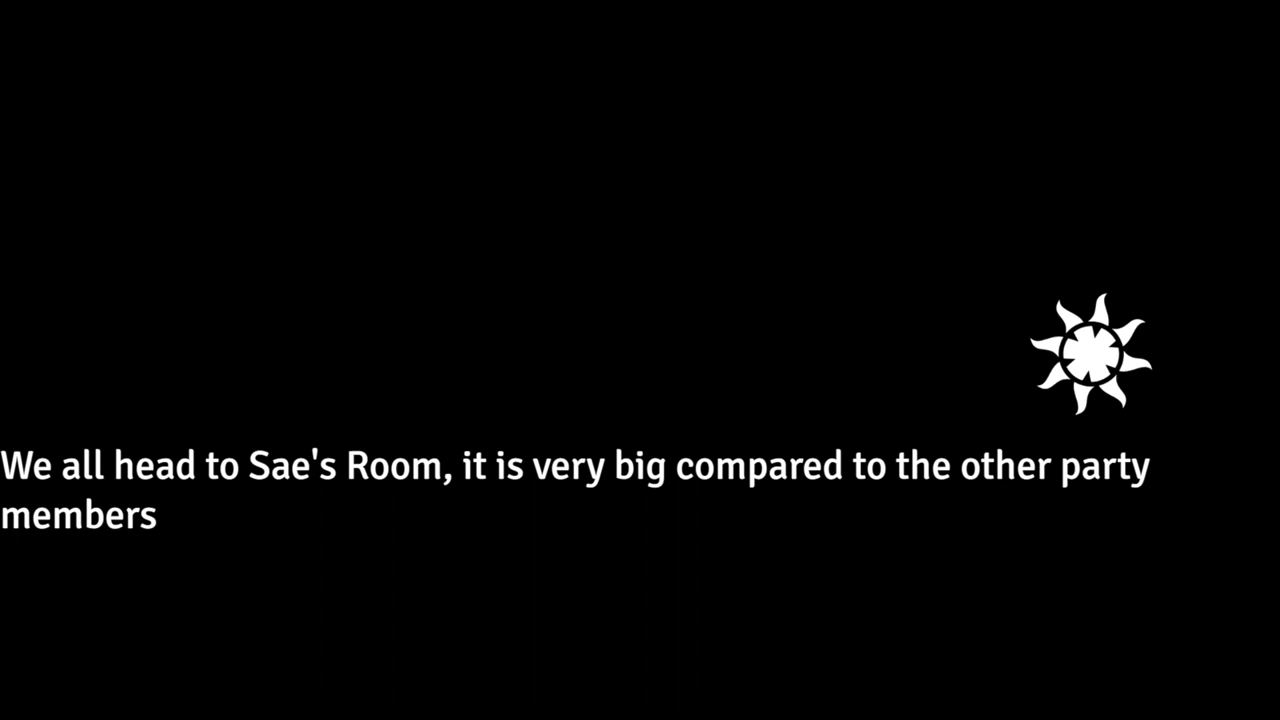 We all head to Sae's Room, it is very big compared to the other party
members